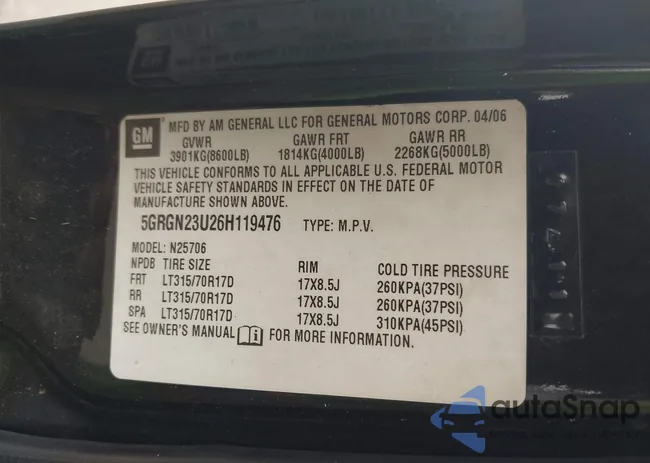 GM
MFD BY AM GENERAL LLC FOR GENERAL MOTORS CORP. 04/06
GVWR GAWR FRT GAWR RR
3901KG(8600LB) 1814KG(4000LB) 2268KG(5000LB)
THIS VEHICLE CONFORMS TO ALL APPLICABLE U.S. FEDERAL MOTOR
VEHICLE SAFETY STANDARDS IN EFFECT ON THE DATE OF
MANUFACTURE SHOWN ABOVE.
5GRGN23U26H119476 TYPE: M.P.V.
MODEL: N25706
NPDB TIRE SIZE RIM COLD TIRE PRESSURE
FRT LT315/70R17D 17X8.5J 260KPA(37PSI)
RR LT315/70R17D 17X8.5J 260KPA(37PSI)
SPA LT315/70R17D 17X8.5J 310KPA(45PSI)
SEE OWNER'S MANUAL FOR MORE INFORMATION.
autoSnap